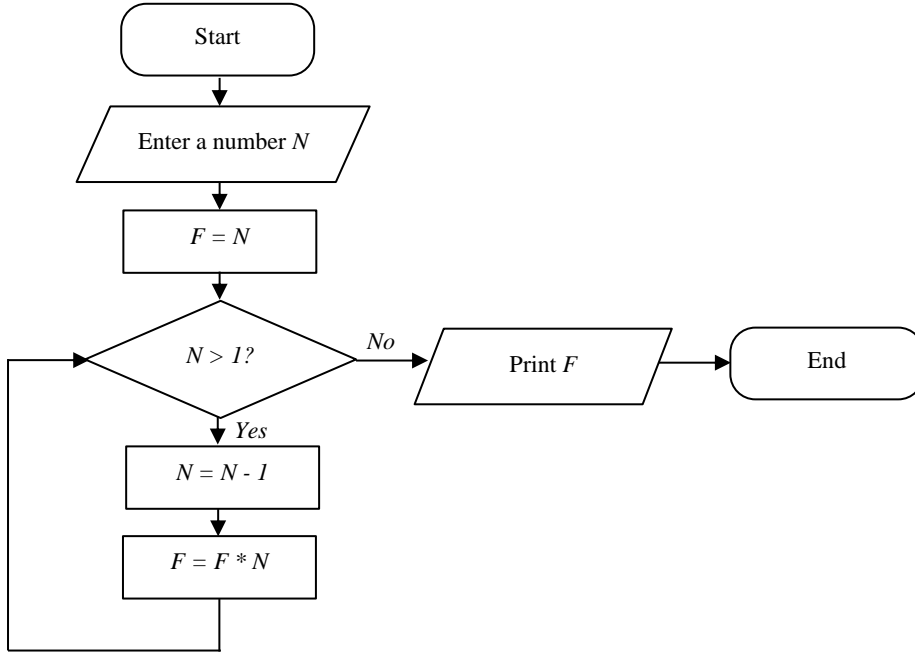 Start
Enter a number N
F = N
N > 1?
No
Print F
End
Yes
N = N - 1
F = F * N